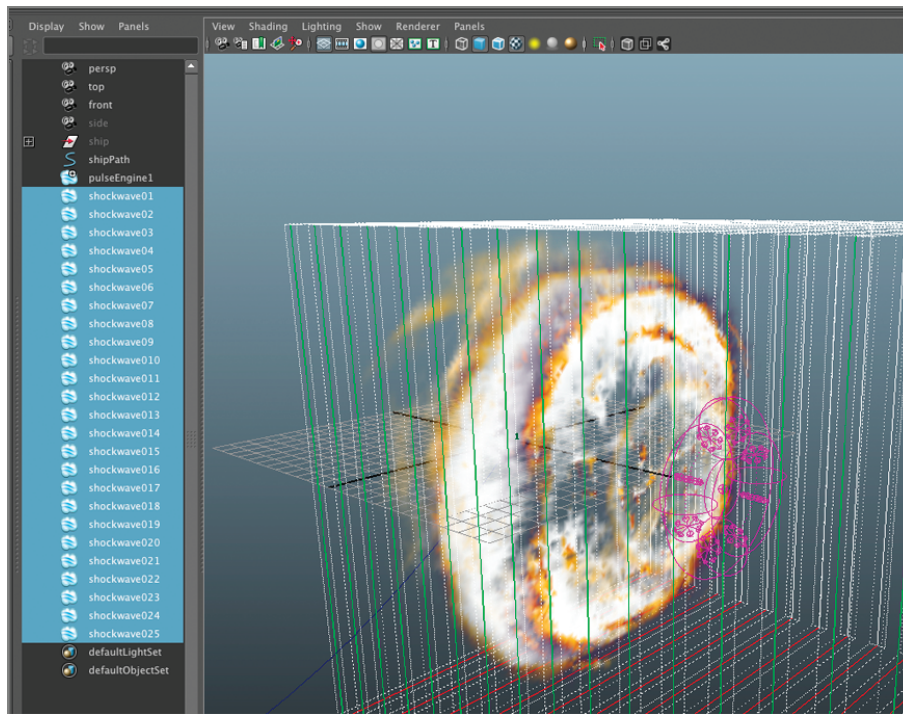 Display Show Panels
View Shading Lighting Show Renderer Panels
persp
top
front
side
ship
shipPath
pulseEngine1
shockwave01
shockwave02
shockwave03
shockwave04
shockwave05
shockwave06
shockwave07
shockwave08
shockwave09
shockwave010
shockwave011
shockwave012
shockwave013
shockwave014
shockwave015
shockwave016
shockwave017
shockwave018
shockwave019
shockwave020
shockwave021
shockwave022
shockwave023
shockwave024
shockwave025
defaultLightSet
defaultObjectSet
1